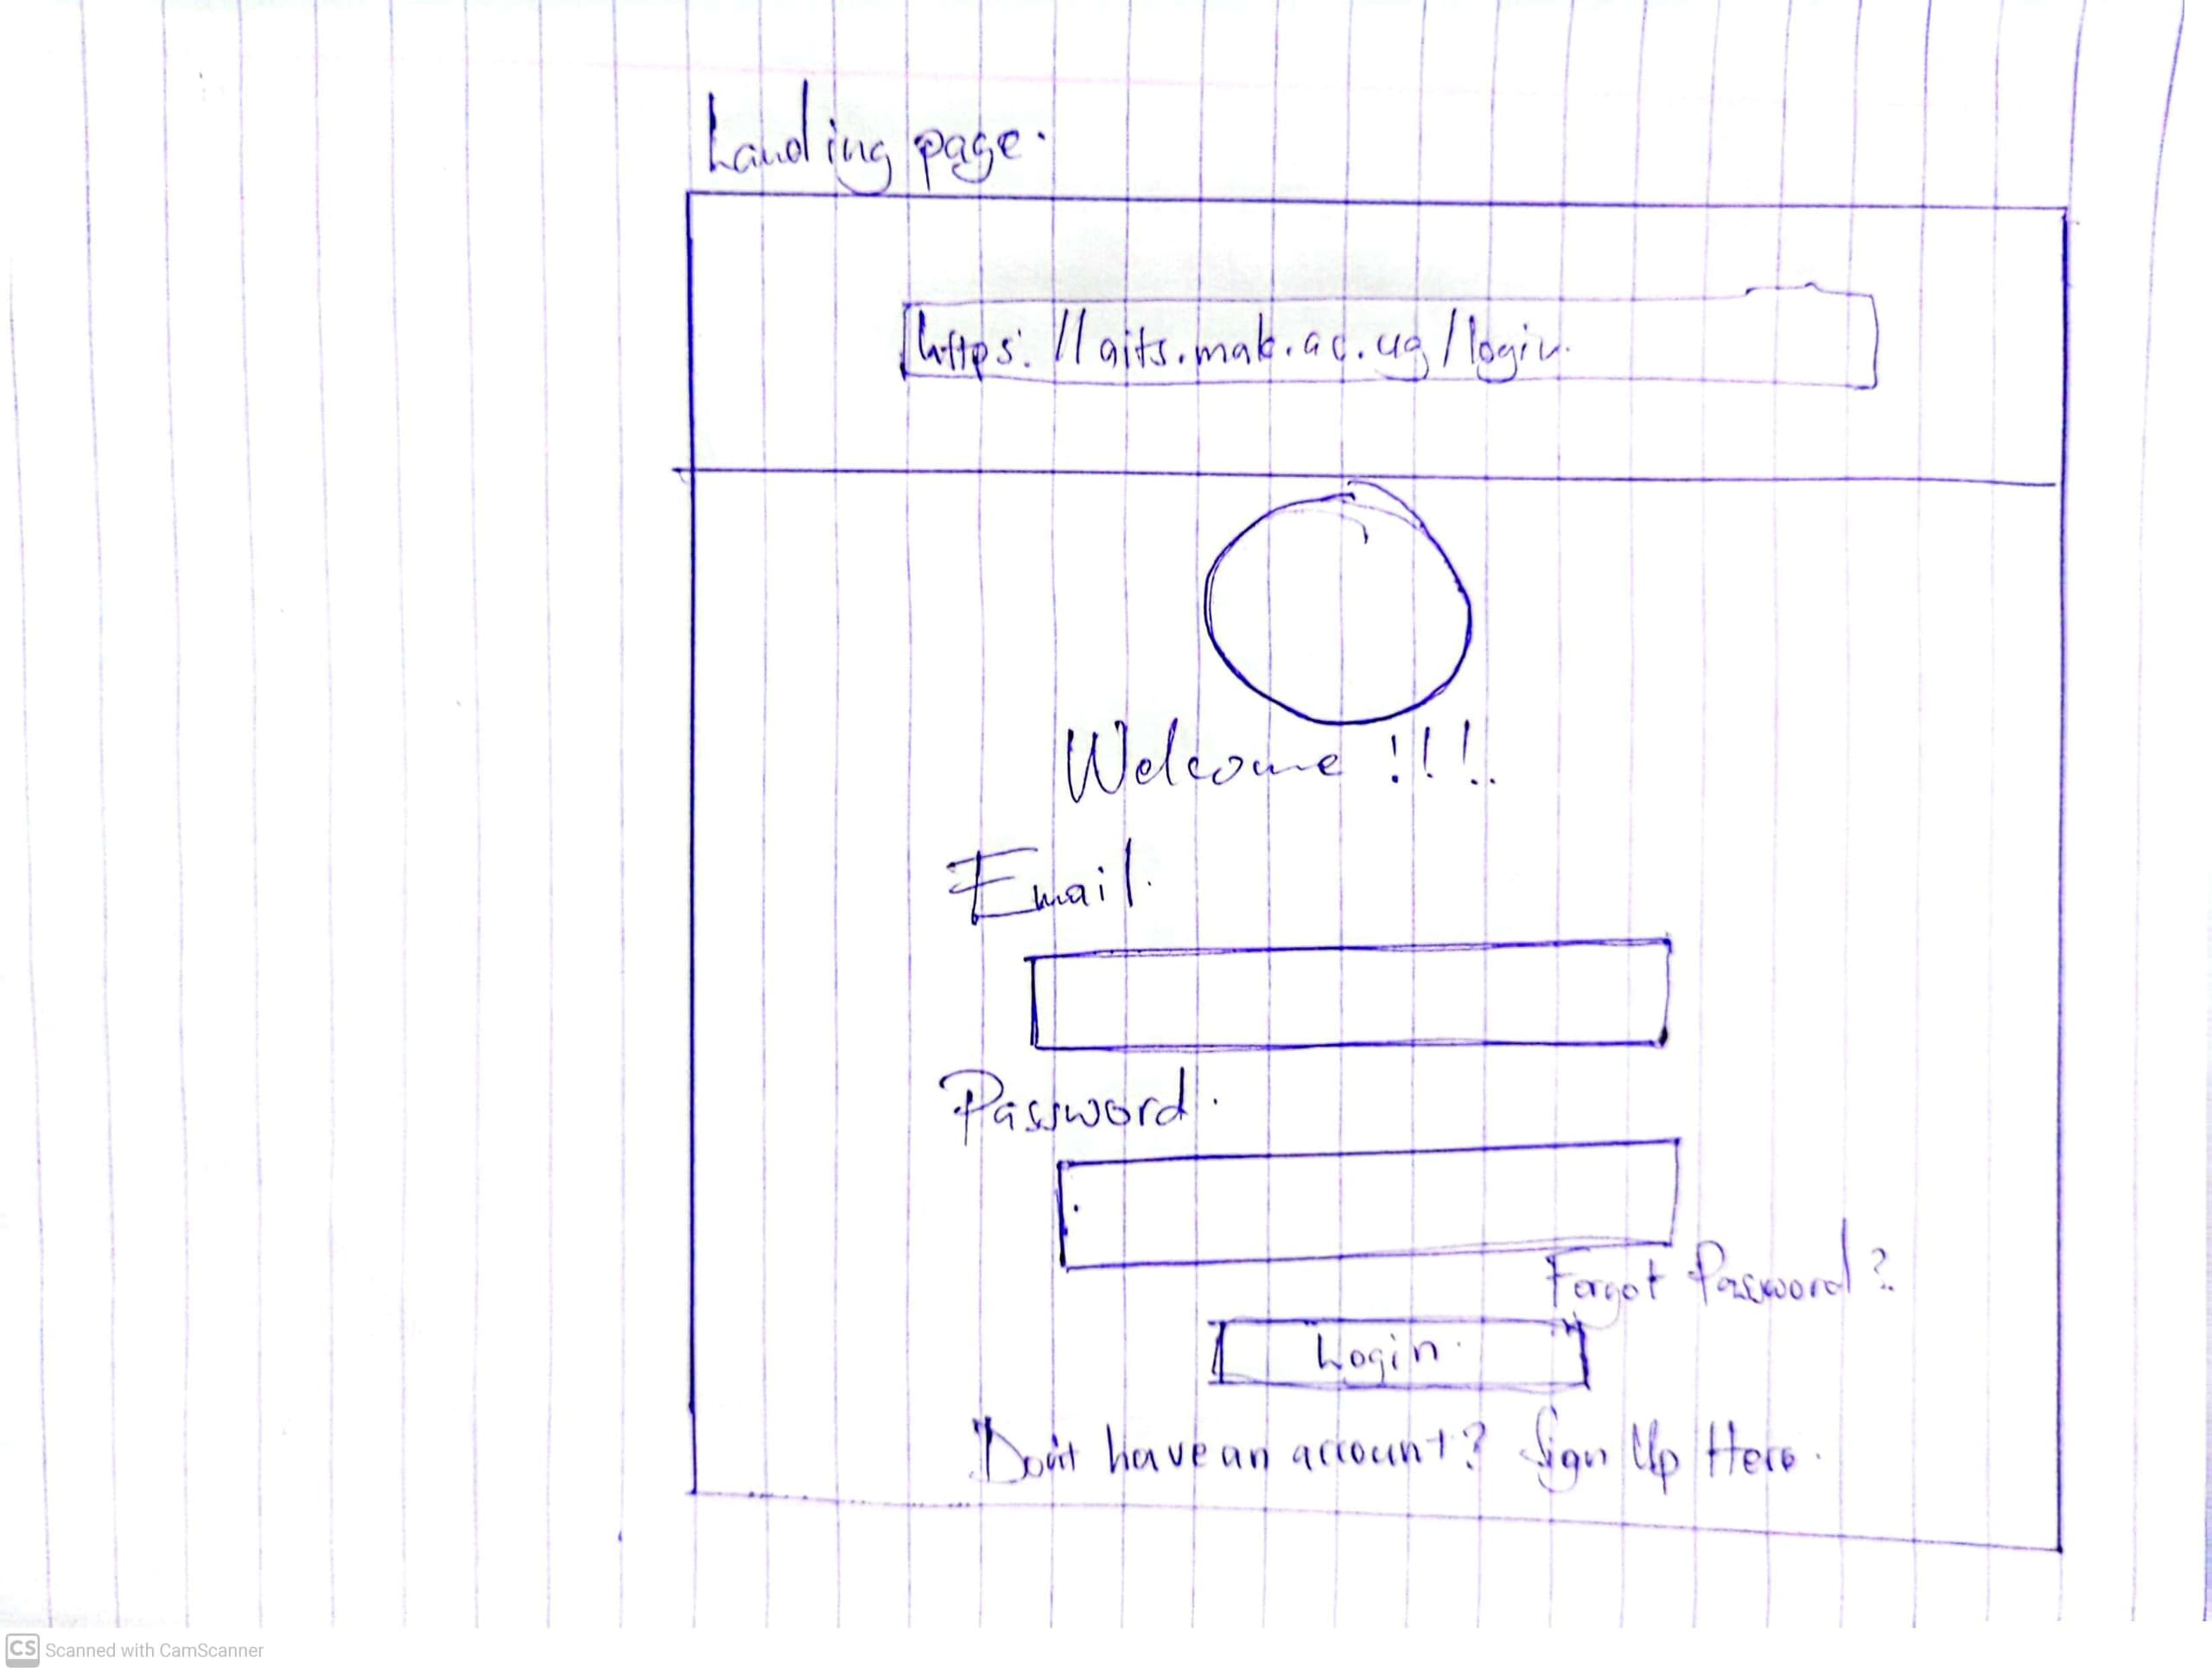 Landing page.
https://aits.mak.ac.ug/login.
Welcome !!!..
Email.
Password.
Forgot Password?
Login.
Don't have an account? Sign Up Here.
CS Scanned with CamScanner